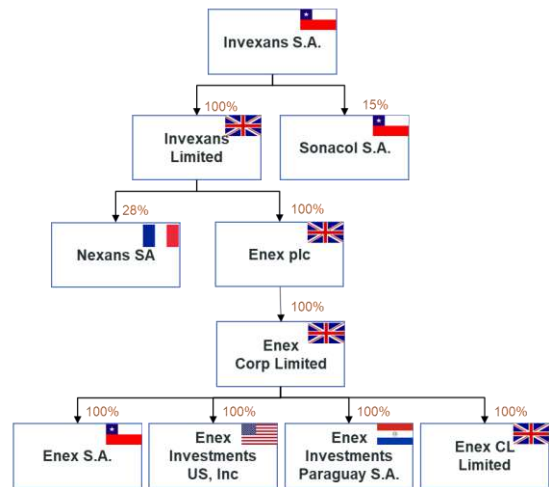 Invexans S.A.
100%
15%
Invexans
Limited
Sonacol S.A.
28%
100%
Nexans SA
Enex plc
100%
Enex
Corp Limited
100%
100%
100%
100%
Enex S.A.
Enex
Investments
US, Inc
Enex
Investments
Paraguay S.A.
Enex CL
Limited